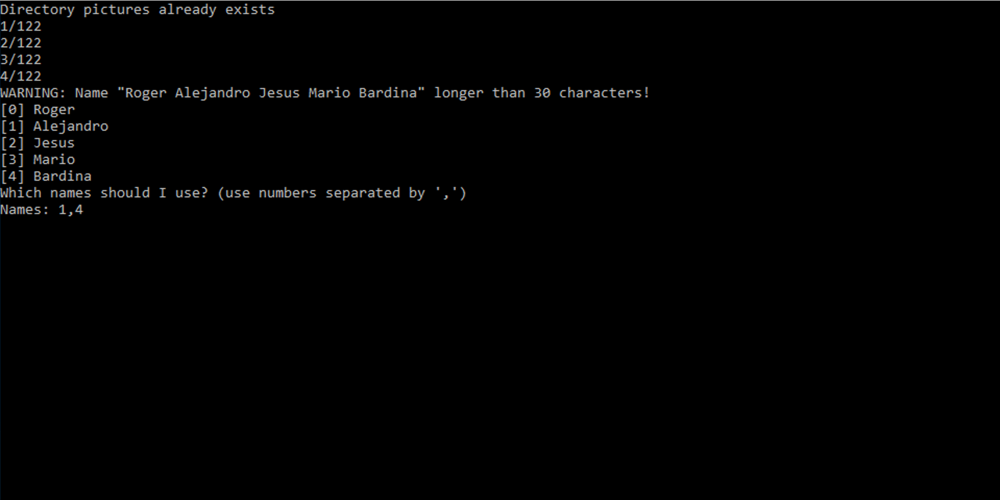 Directory pictures already exists
1/122
2/122
3/122
4/122
WARNING: Name "Roger Alejandro Jesus Mario Bardina" longer than 30 characters!
[0] Roger
[1] Alejandro
[2] Jesus
[3] Mario
[4] Bardina
Which names should I use? (use numbers separated by ',')
Names: 1,4